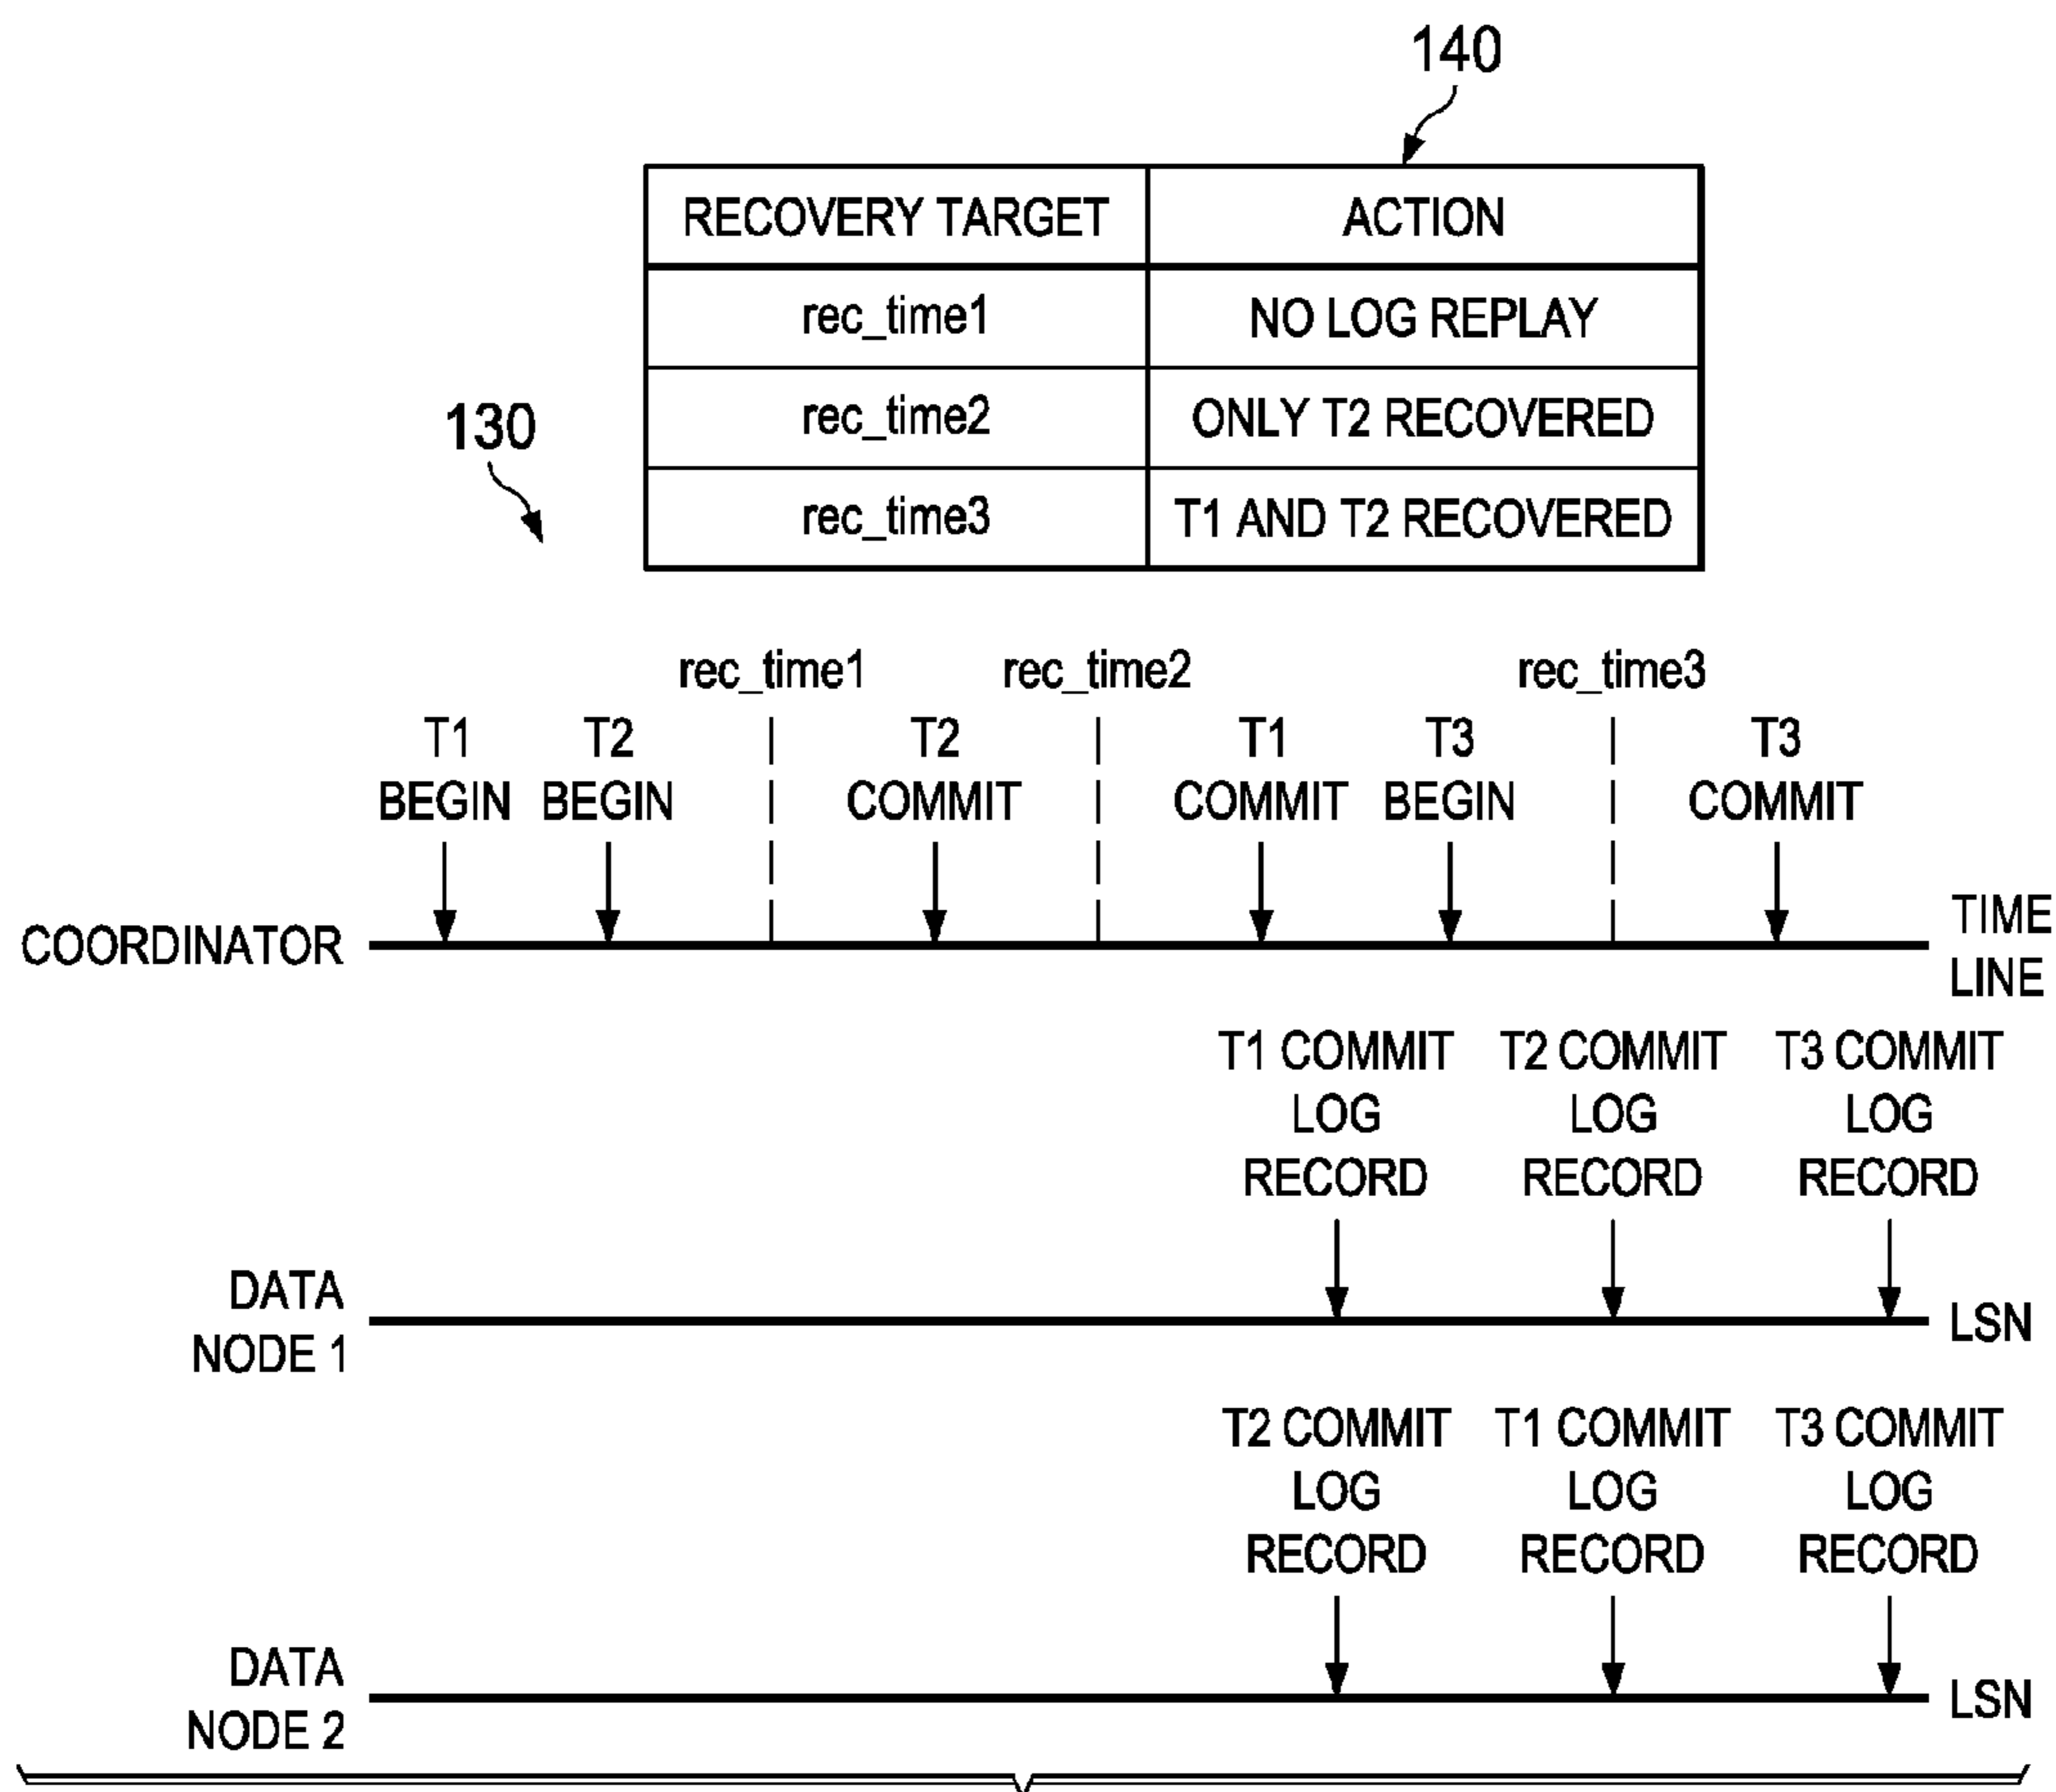 140
RECOVERY TARGET ACTION
rec_time1 NO LOG REPLAY
rec_time2 ONLY T2 RECOVERED
130
rec_time3 T1 AND T2 RECOVERED
rec_time1 rec_time2 rec_time3
T1 T2 T2 T1 T3 T3
BEGIN BEGIN COMMIT COMMIT BEGIN COMMIT
COORDINATOR
TIME
LINE
T1 COMMIT T2 COMMIT T3 COMMIT
LOG LOG LOG
RECORD RECORD RECORD
DATA
NODE 1
LSN
T2 COMMIT T1 COMMIT T3 COMMIT
LOG LOG LOG
RECORD RECORD RECORD
DATA
NODE 2
LSN